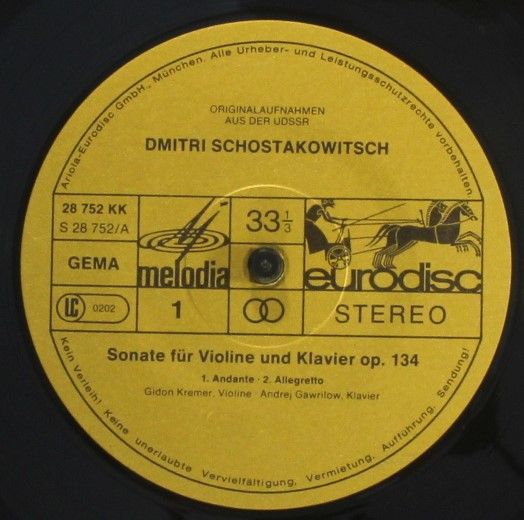 Ariola-Eurodisc GmbH., München. Alle Urheber- und Leistungsschutzrechte vorbehalten.
ORIGINALAUFNAHMEN
AUS DER UDSSR
DMITRI SCHOSTAKOWITSCH
28 752 KK
S 28 752/A
GEMA
LC 0202
melodia
1
33 1/3
eurodisc
STEREO
Sonate für Violine und Klavier op. 134
1. Andante · 2. Allegretto
Gidon Kremer, Violine · Andrej Gawrilow, Klavier
Kein Verleih! Keine unerlaubte Vervielfältigung, Vermietung, Aufführung, Sendung!